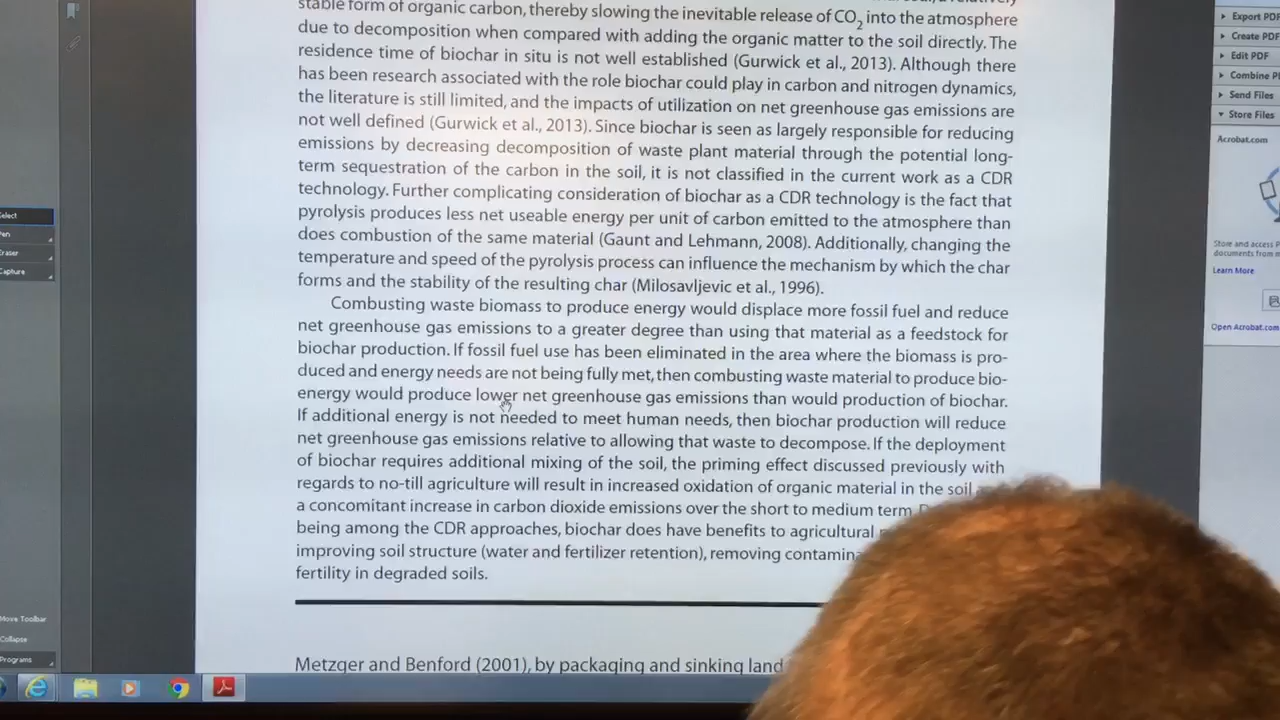 stable form of organic carbon, thereby slowing the inevitable release of CO2 into the atmosphere
due to decomposition when compared with adding the organic matter to the soil directly. The
residence time of biochar in situ is not well established (Gurwick et al., 2013). Although there
has been research associated with the role biochar could play in carbon and nitrogen dynamics,
the literature is still limited, and the impacts of utilization on net greenhouse gas emissions are
not well defined (Gurwick et al., 2013). Since biochar is seen as largely responsible for reducing
emissions by decreasing decomposition of waste plant material through the potential long-
term sequestration of the carbon in the soil, it is not classified in the current work as a CDR
technology. Further complicating consideration of biochar as a CDR technology is the fact that
pyrolysis produces less net useable energy per unit of carbon emitted to the atmosphere than
does combustion of the same material (Gaunt and Lehmann, 2008). Additionally, changing the
temperature and speed of the pyrolysis process can influence the mechanism by which the char
forms and the stability of the resulting char (Milosavljevic et al., 1996).
Combusting waste biomass to produce energy would displace more fossil fuel and reduce
net greenhouse gas emissions to a greater degree than using that material as a feedstock for
biochar production. If fossil fuel use has been eliminated in the area where the biomass is pro-
duced and energy needs are not being fully met, then combusting waste material to produce bio-
energy would produce lower net greenhouse gas emissions than would production of biochar.
If additional energy is not needed to meet human needs, then biochar production will reduce
net greenhouse gas emissions relative to allowing that waste to decompose. If the deployment
of biochar requires additional mixing of the soil, the priming effect discussed previously with
regards to no-till agriculture will result in increased oxidation of organic material in the soil
a concomitant increase in carbon dioxide emissions over the short to medium term
being among the CDR approaches, biochar does have benefits to agricultural
improving soil structure (water and fertilizer retention), removing contamina
fertility in degraded soils.
Metzger and Benford (2001), by packaging and sinking land
Select
Pen
Eraser
Capture
Move Toolbar
Collapse
Programs
Export PDF
Create PDF
Edit PDF
Combine PD
Send Files
Store Files
Acrobat.com
Store and access P
documents from m
Learn More
Open Acrobat.com